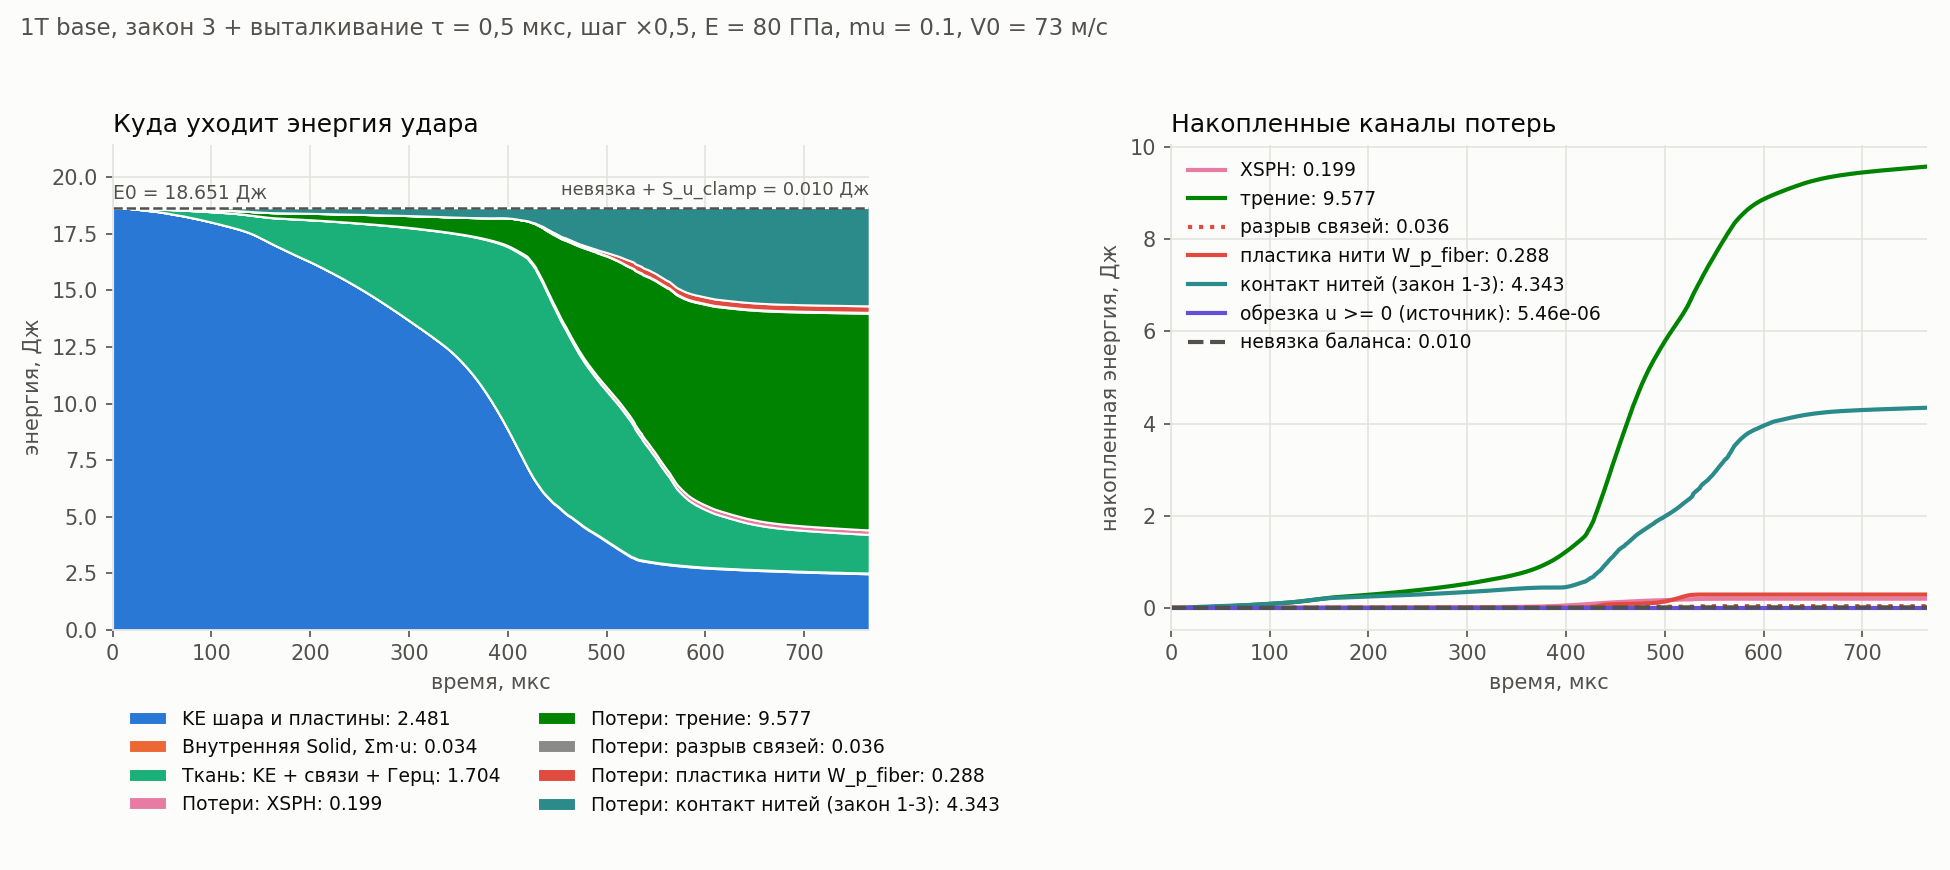 1T base, закон 3 + выталкивание τ = 0,5 мкс, шаг ×0,5, E = 80 ГПа, mu = 0.1, V0 = 73 м/с
Куда уходит энергия удара
E0 = 18.651 Дж
невязка + S_u_clamp = 0.010 Дж
энергия, Дж
20.0
17.5
15.0
12.5
10.0
7.5
5.0
2.5
0.0
0 100 200 300 400 500 600 700
время, мкс
KE шара и пластины: 2.481
Внутренняя Solid, Σm·u: 0.034
Ткань: KE + связи + Герц: 1.704
Потери: XSPH: 0.199
Потери: трение: 9.577
Потери: разрыв связей: 0.036
Потери: пластика нити W_p_fiber: 0.288
Потери: контакт нитей (закон 1-3): 4.343
Накопленные каналы потерь
накопленная энергия, Дж
10
8
6
4
2
0
XSPH: 0.199
трение: 9.577
разрыв связей: 0.036
пластика нити W_p_fiber: 0.288
контакт нитей (закон 1-3): 4.343
обрезка u >= 0 (источник): 5.46e-06
невязка баланса: 0.010
0 100 200 300 400 500 600 700
время, мкс